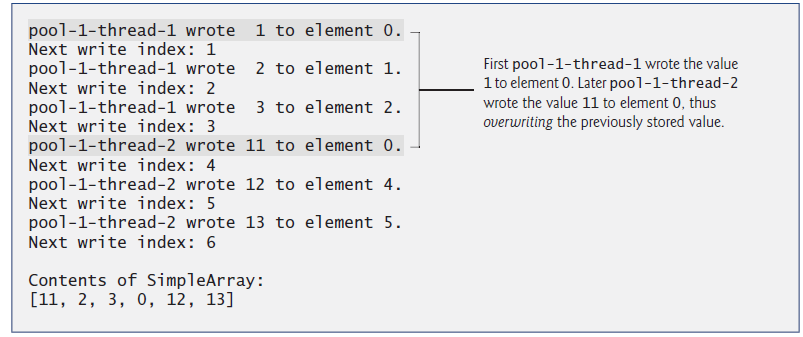 pool-1-thread-1 wrote  1 to element 0.
Next write index: 1
pool-1-thread-1 wrote  2 to element 1.
Next write index: 2
pool-1-thread-1 wrote  3 to element 2.
Next write index: 3
pool-1-thread-2 wrote 11 to element 0.
Next write index: 4
pool-1-thread-2 wrote 12 to element 4.
Next write index: 5
pool-1-thread-2 wrote 13 to element 5.
Next write index: 6
Contents of SimpleArray:
[11, 2, 3, 0, 12, 13]
First pool-1-thread-1 wrote the value
1 to element 0. Later pool-1-thread-2
wrote the value 11 to element 0, thus
overwriting the previously stored value.